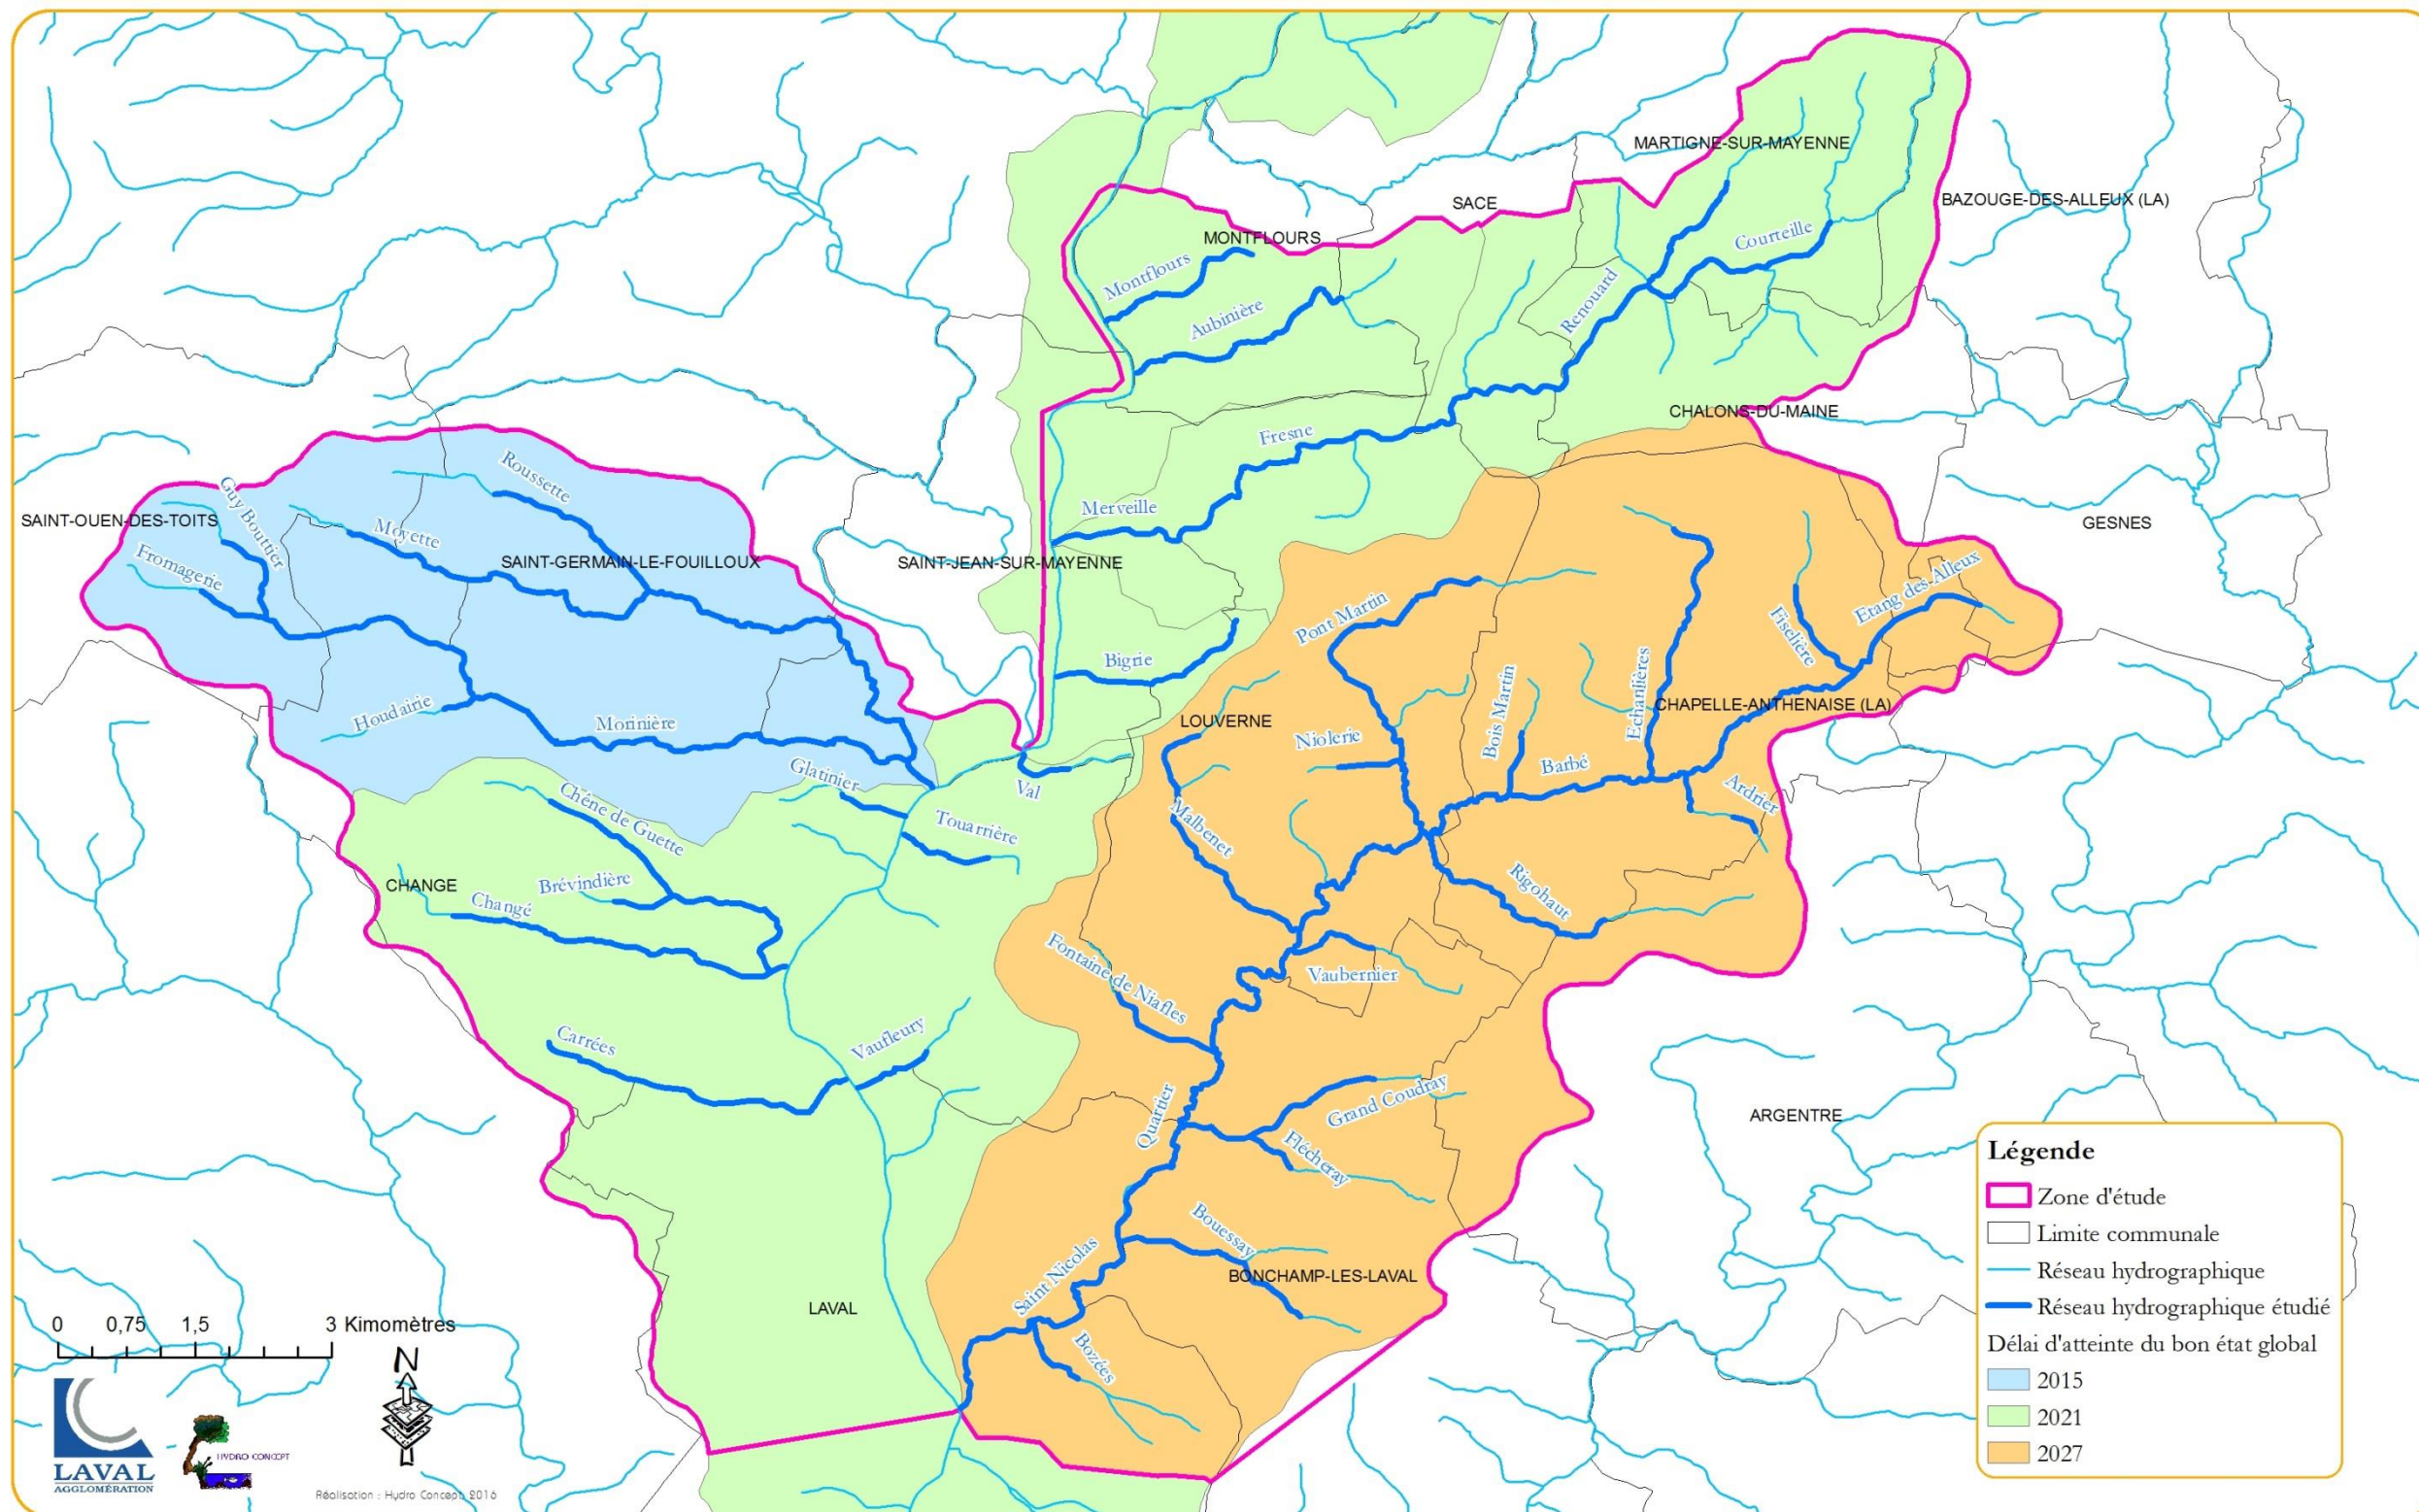 MARTIGNE-SUR-MAYENNE
SACE
BAZOUGE-DES-ALLEUX (LA)
MONTFLOURS
Courteille
Montflours
Renouard
Aubinière
CHALONS-DU-MAINE
Fresne
Roussette
Guy Bouttier
Merveille
SAINT-OUEN-DES-TOITS
GESNES
Moyette
Fromagerie
SAINT-GERMAIN-LE-FOUILLOUX
SAINT-JEAN-SUR-MAYENNE
Etang des Alleux
Pont Martin
Fiselière
Bigrie
Echanlières
Bois Martin
CHAPELLE-ANTHENAISE (LA)
Houdairie
Morinière
LOUVERNE
Niolerie
Barbé
Glatinier
Val
Ardrier
Chêne de Guette
Touarrière
Malbenet
CHANGE
Brévindière
Changé
Rigohaut
Fontaine de Niafles
Vaubernier
Carrées
Vaufleury
Quartier
Grand Coudray
ARGENTRE
Flécheray
Bouessay
Saint Nicolas
BONCHAMP-LES-LAVAL
LAVAL
Bozées
Légende
Zone d'étude
Limite communale
Réseau hydrographique
Réseau hydrographique étudié
Délai d'atteinte du bon état global
2015
2021
2027
0 0,75 1,5 3 Kimomètres
N
LAVAL
AGGLOMÉRATION
HYDRO CONCEPT
Réalisation : Hydro Concept 2016